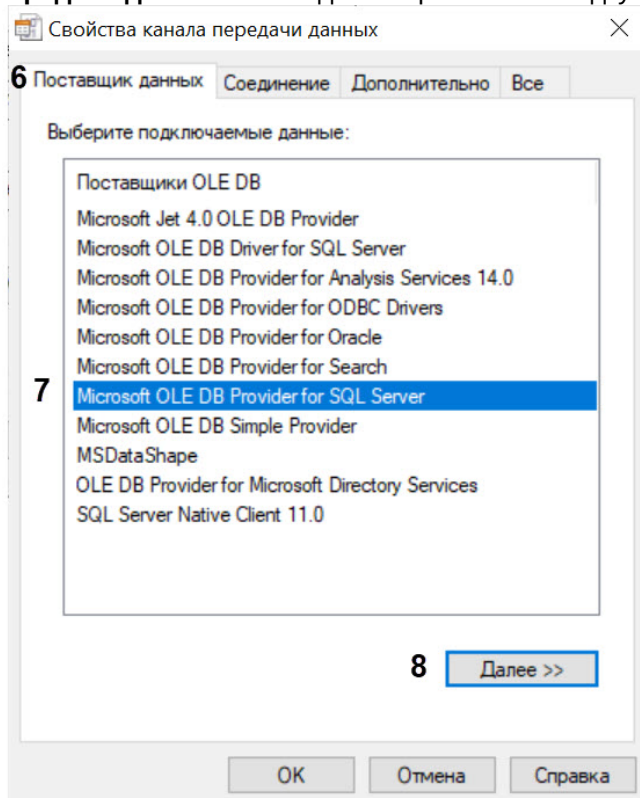 Свойства канала передачи данных
6 Поставщик данных Соединение Дополнительно Все
Выберите подключаемые данные:
Поставщики OLE DB
Microsoft Jet 4.0 OLE DB Provider
Microsoft OLE DB Driver for SQL Server
Microsoft OLE DB Provider for Analysis Services 14.0
Microsoft OLE DB Provider for ODBC Drivers
Microsoft OLE DB Provider for Oracle
Microsoft OLE DB Provider for Search
7 Microsoft OLE DB Provider for SQL Server
Microsoft OLE DB Simple Provider
MSDataShape
OLE DB Provider for Microsoft Directory Services
SQL Server Native Client 11.0
8 Далее >>
OK Отмена Справка